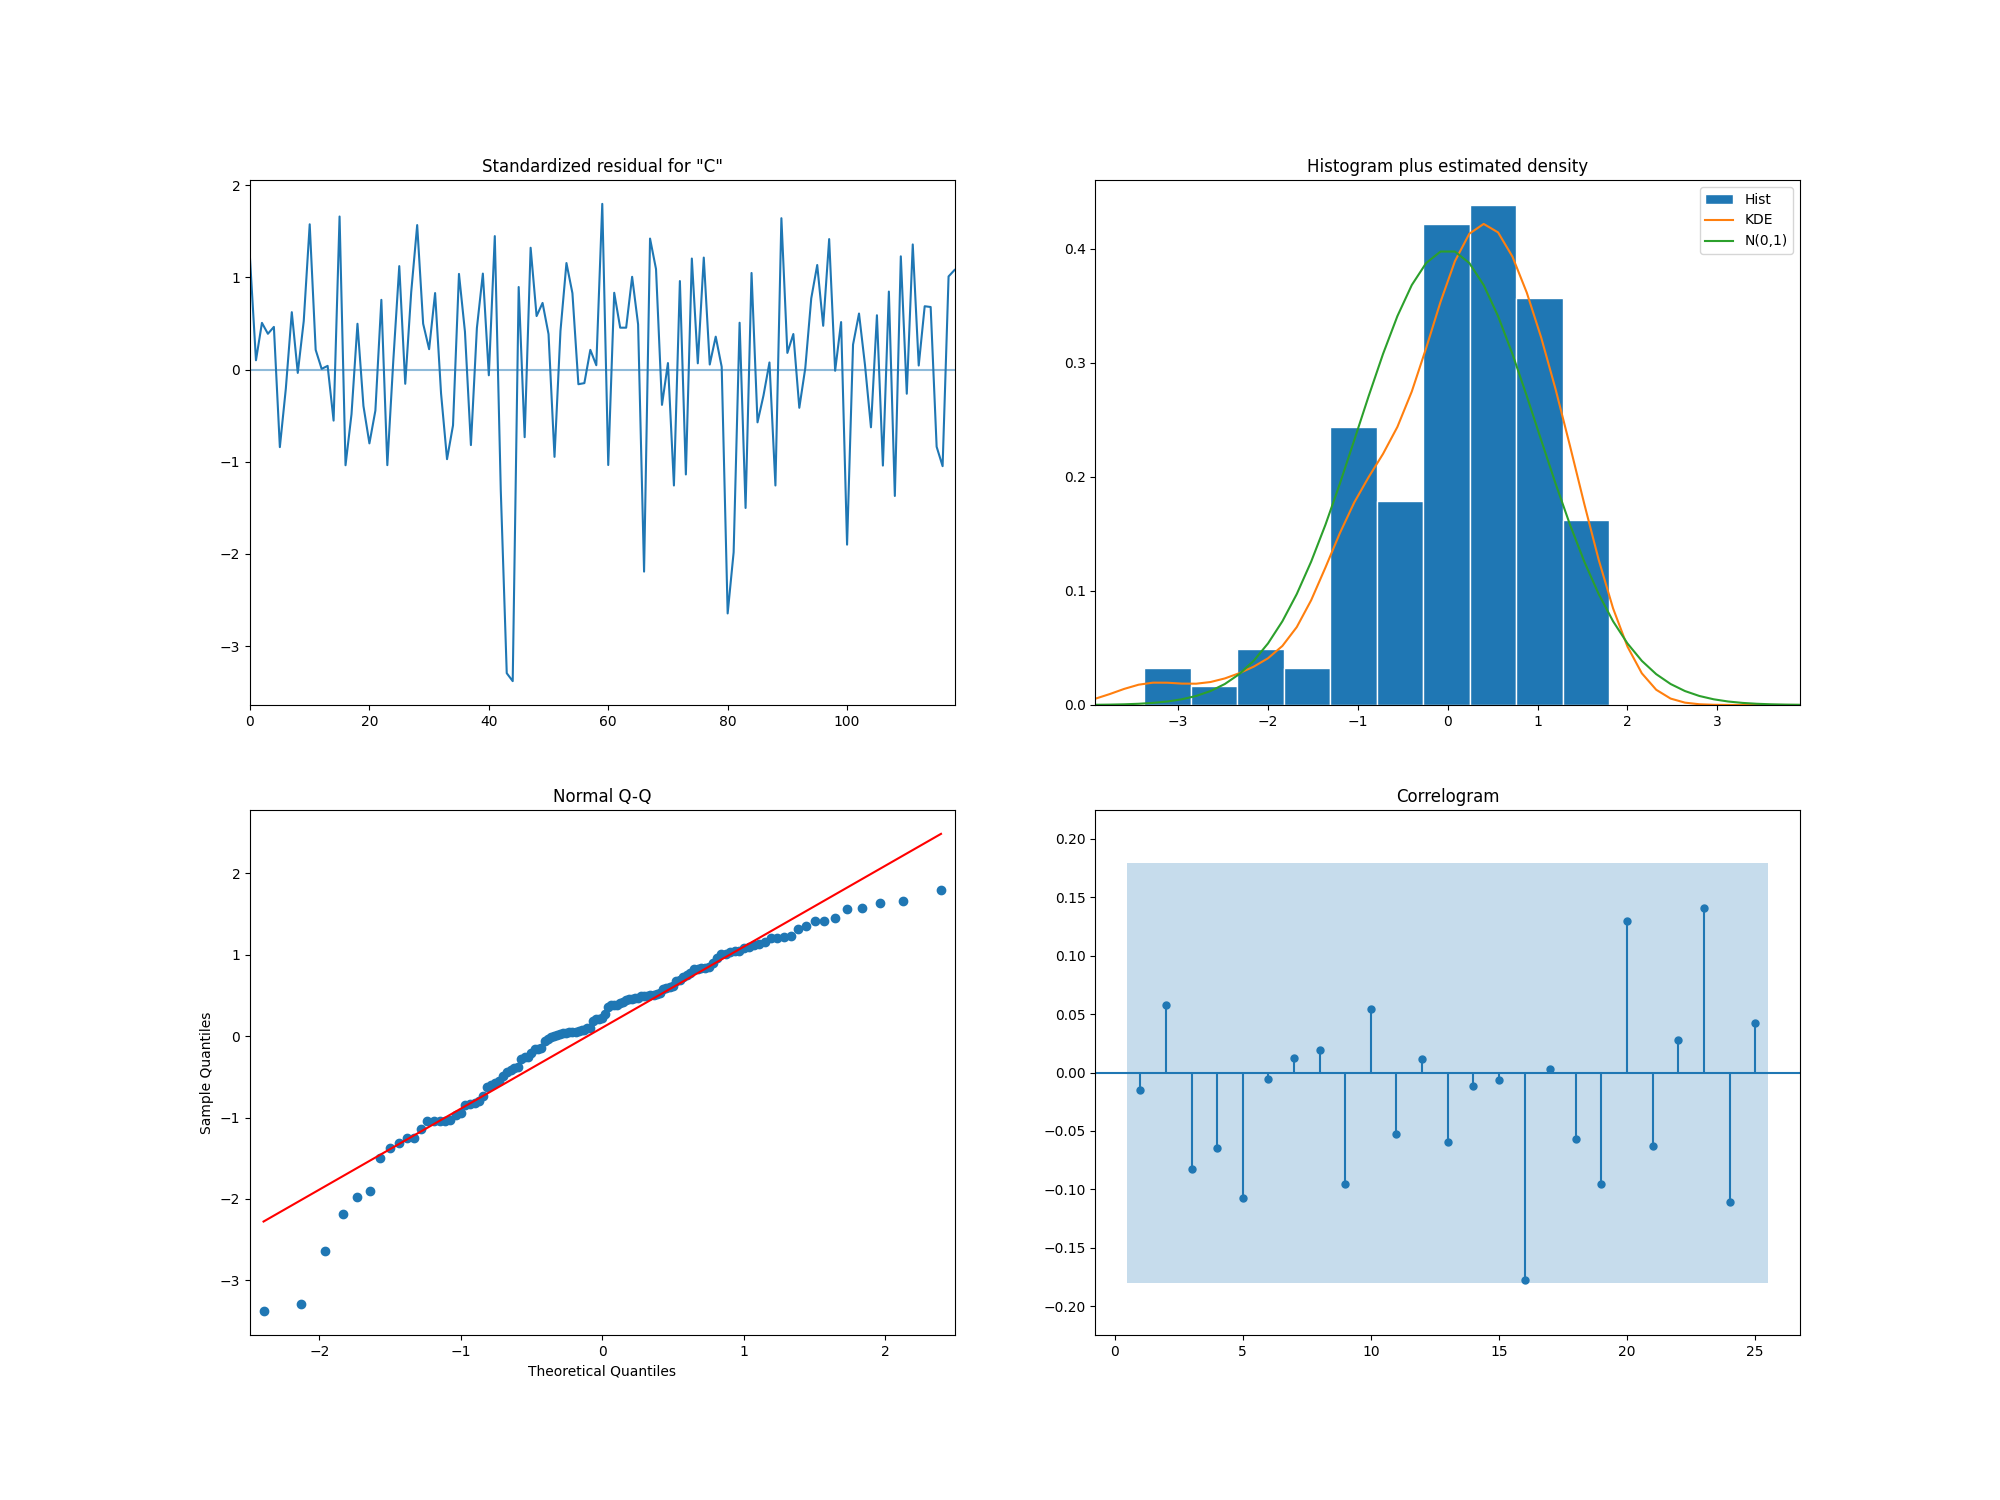 Standardized residual for "C"
2
1
0
−1
−2
−3
0 20 40 60 80 100
Histogram plus estimated density
Hist
KDE
N(0,1)
0.4
0.3
0.2
0.1
0.0
−3 −2 −1 0 1 2 3
Normal Q-Q
Sample Quantiles
2
1
0
−1
−2
−3
−2 −1 0 1 2
Theoretical Quantiles
Correlogram
0.20
0.15
0.10
0.05
0.00
−0.05
−0.10
−0.15
−0.20
0 5 10 15 20 25